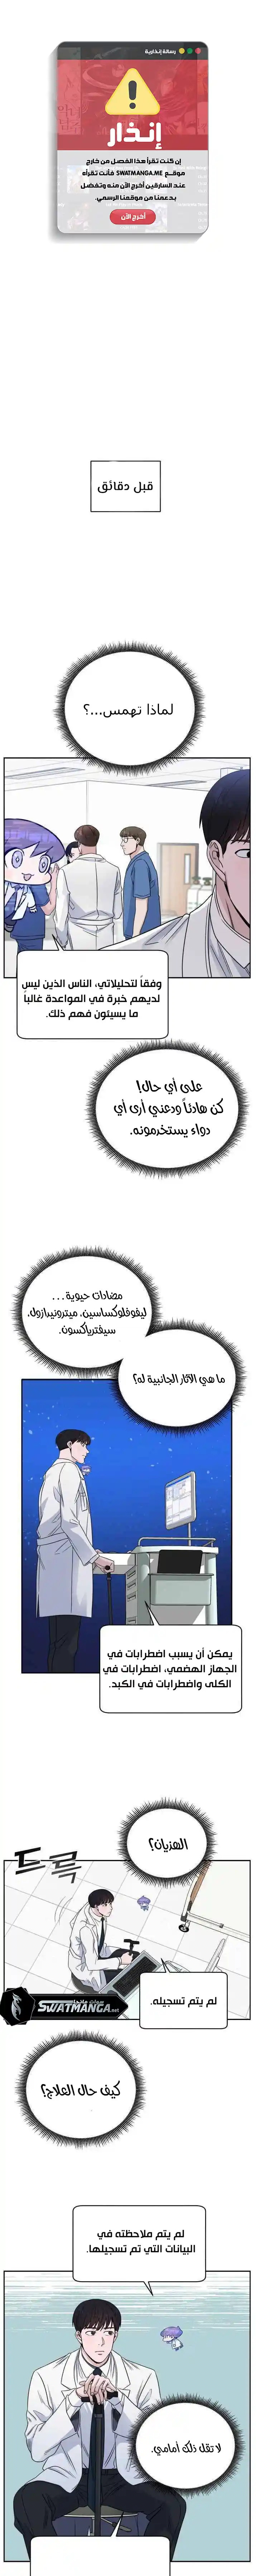 رسالة إنذارية
إنذار
إن كنت تقرأ هذا الفصل من خارج
موقـــع SWATMANGA.ME فأنت تقرأه
عند السارقين أخرج الآن منه وتفضل
بدعمنا من موقعنا الرسمي.
أخرج الآن
قبل دقائق
لماذا تهمس...؟
وفقاً لتحليلاتي، الناس الذين ليس
لديهم خبرة في المواعدة غالباً
ما يسيئون فهم ذلك.
على أي حال!
كن هادئاً ودعني أرى أي
دواء يستخدمونه.
مضادات حيوية...
ليفوفلوكساسين، ميترونيدازول،
سيفترياكسون.
ما هي الآثار الجانبية له؟
يمكن أن يسبب اضطرابات في
الجهاز الهضمي، اضطرابات في
الكلى واضطرابات في الكبد.
الهزيان؟
드륵
لم يتم تسجيله.
SWATMANGA.net
كيف حال العلاج؟
لم يتم ملاحظته في
البيانات التي تم تسجيلها.
لا تقل ذلك أمامي.